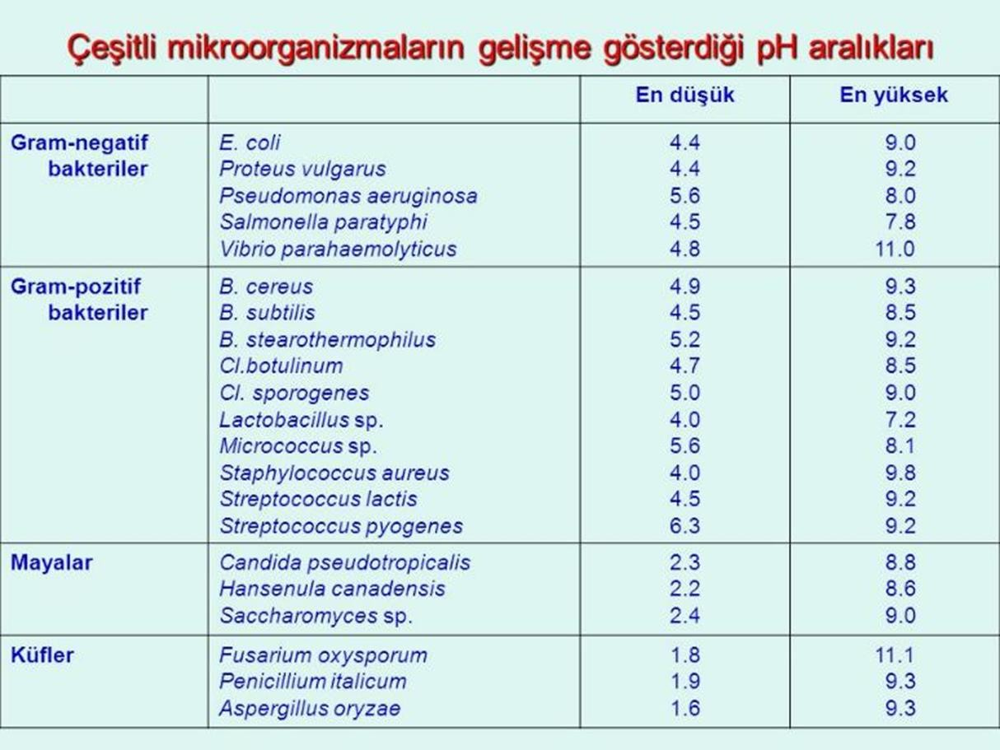 Çeşitli mikroorganizmaların gelişme gösterdiği pH aralıkları
En düşük En yüksek
Gram-negatif E. coli 4.4 9.0
bakteriler Proteus vulgarus 4.4 9.2
Pseudomonas aeruginosa 5.6 8.0
Salmonella paratyphi 4.5 7.8
Vibrio parahaemolyticus 4.8 11.0
Gram-pozitif B. cereus 4.9 9.3
bakteriler B. subtilis 4.5 8.5
B. stearothermophilus 5.2 9.2
Cl.botulinum 4.7 8.5
Cl. sporogenes 5.0 9.0
Lactobacillus sp. 4.0 7.2
Micrococcus sp. 5.6 8.1
Staphylococcus aureus 4.0 9.8
Streptococcus lactis 4.5 9.2
Streptococcus pyogenes 6.3 9.2
Mayalar Candida pseudotropicalis 2.3 8.8
Hansenula canadensis 2.2 8.6
Saccharomyces sp. 2.4 9.0
Küfler Fusarium oxysporum 1.8 11.1
Penicillium italicum 1.9 9.3
Aspergillus oryzae 1.6 9.3